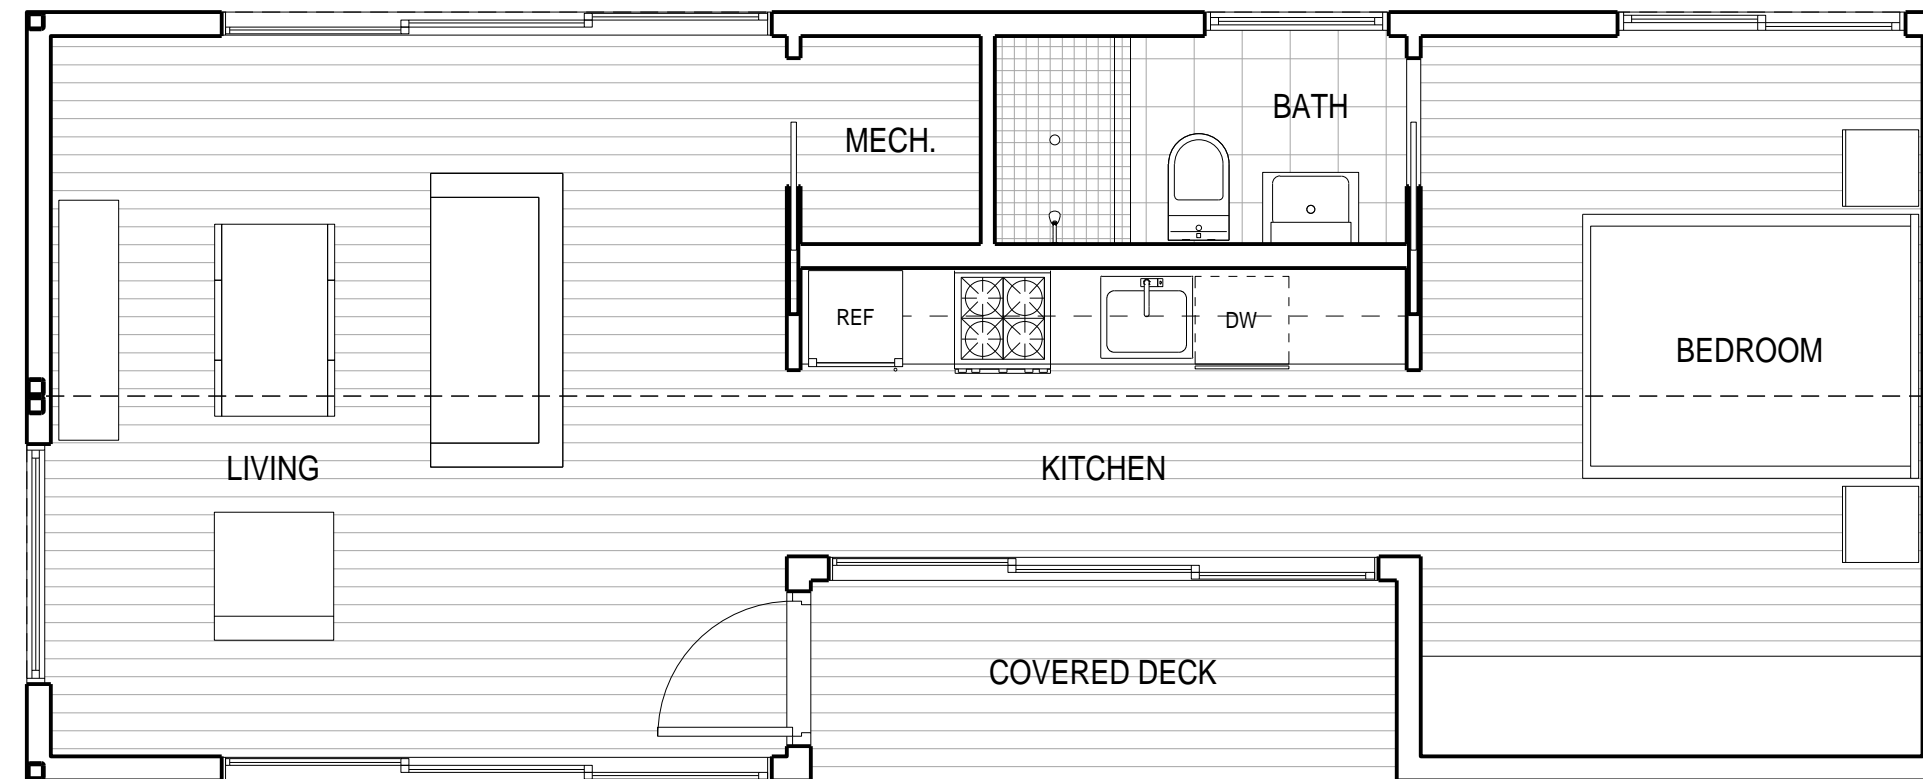 BATH
MECH.
REF
DW
BEDROOM
LIVING
KITCHEN
COVERED DECK